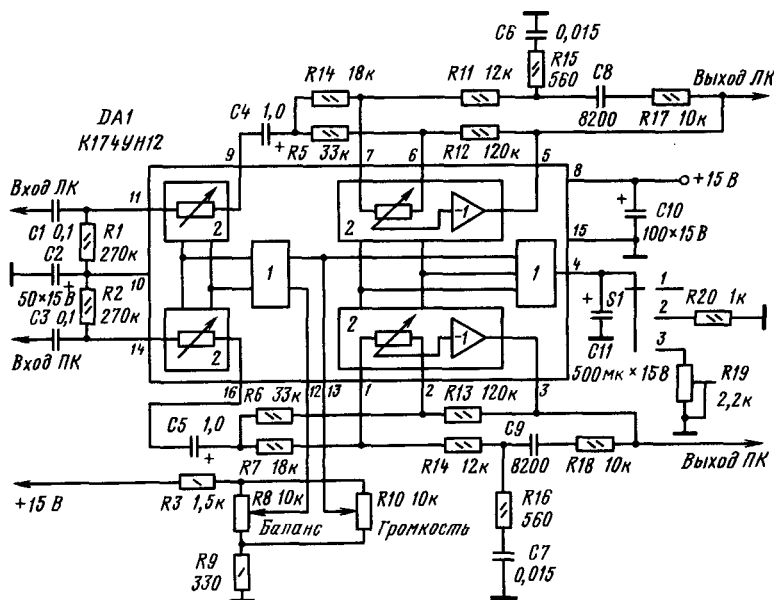 C6
0,015
R14 18к
R11 12к
R15
560
C8
Выход ЛК
DA1
К174УН12
C4 1,0
+
8200
R17 10к
9
R5 33к
7
6
R12 120к
5
8
+15 В
Вход ЛК
11
C1 0,1
R1
270к
2
-1
2
+
C10
100×15В
15
C2
+
10
1
1
4
50×15В
R2
270к
+
S1
1
2
3
R20 1к
C3 0,1
2
-1
C11
Вход ПК
14
2
500мк×15В
R19
2,2к
16
R6 33к
12
13
1
2
R13 120к
3
C5 1,0
+
C9
R7
18к
R14 12к
8200
R18 10к
Выход ПК
+15 В
R3 1,5к
R8 10к
Баланс
R10 10к
Громкость
R16
560
R9
330
C7
0,015